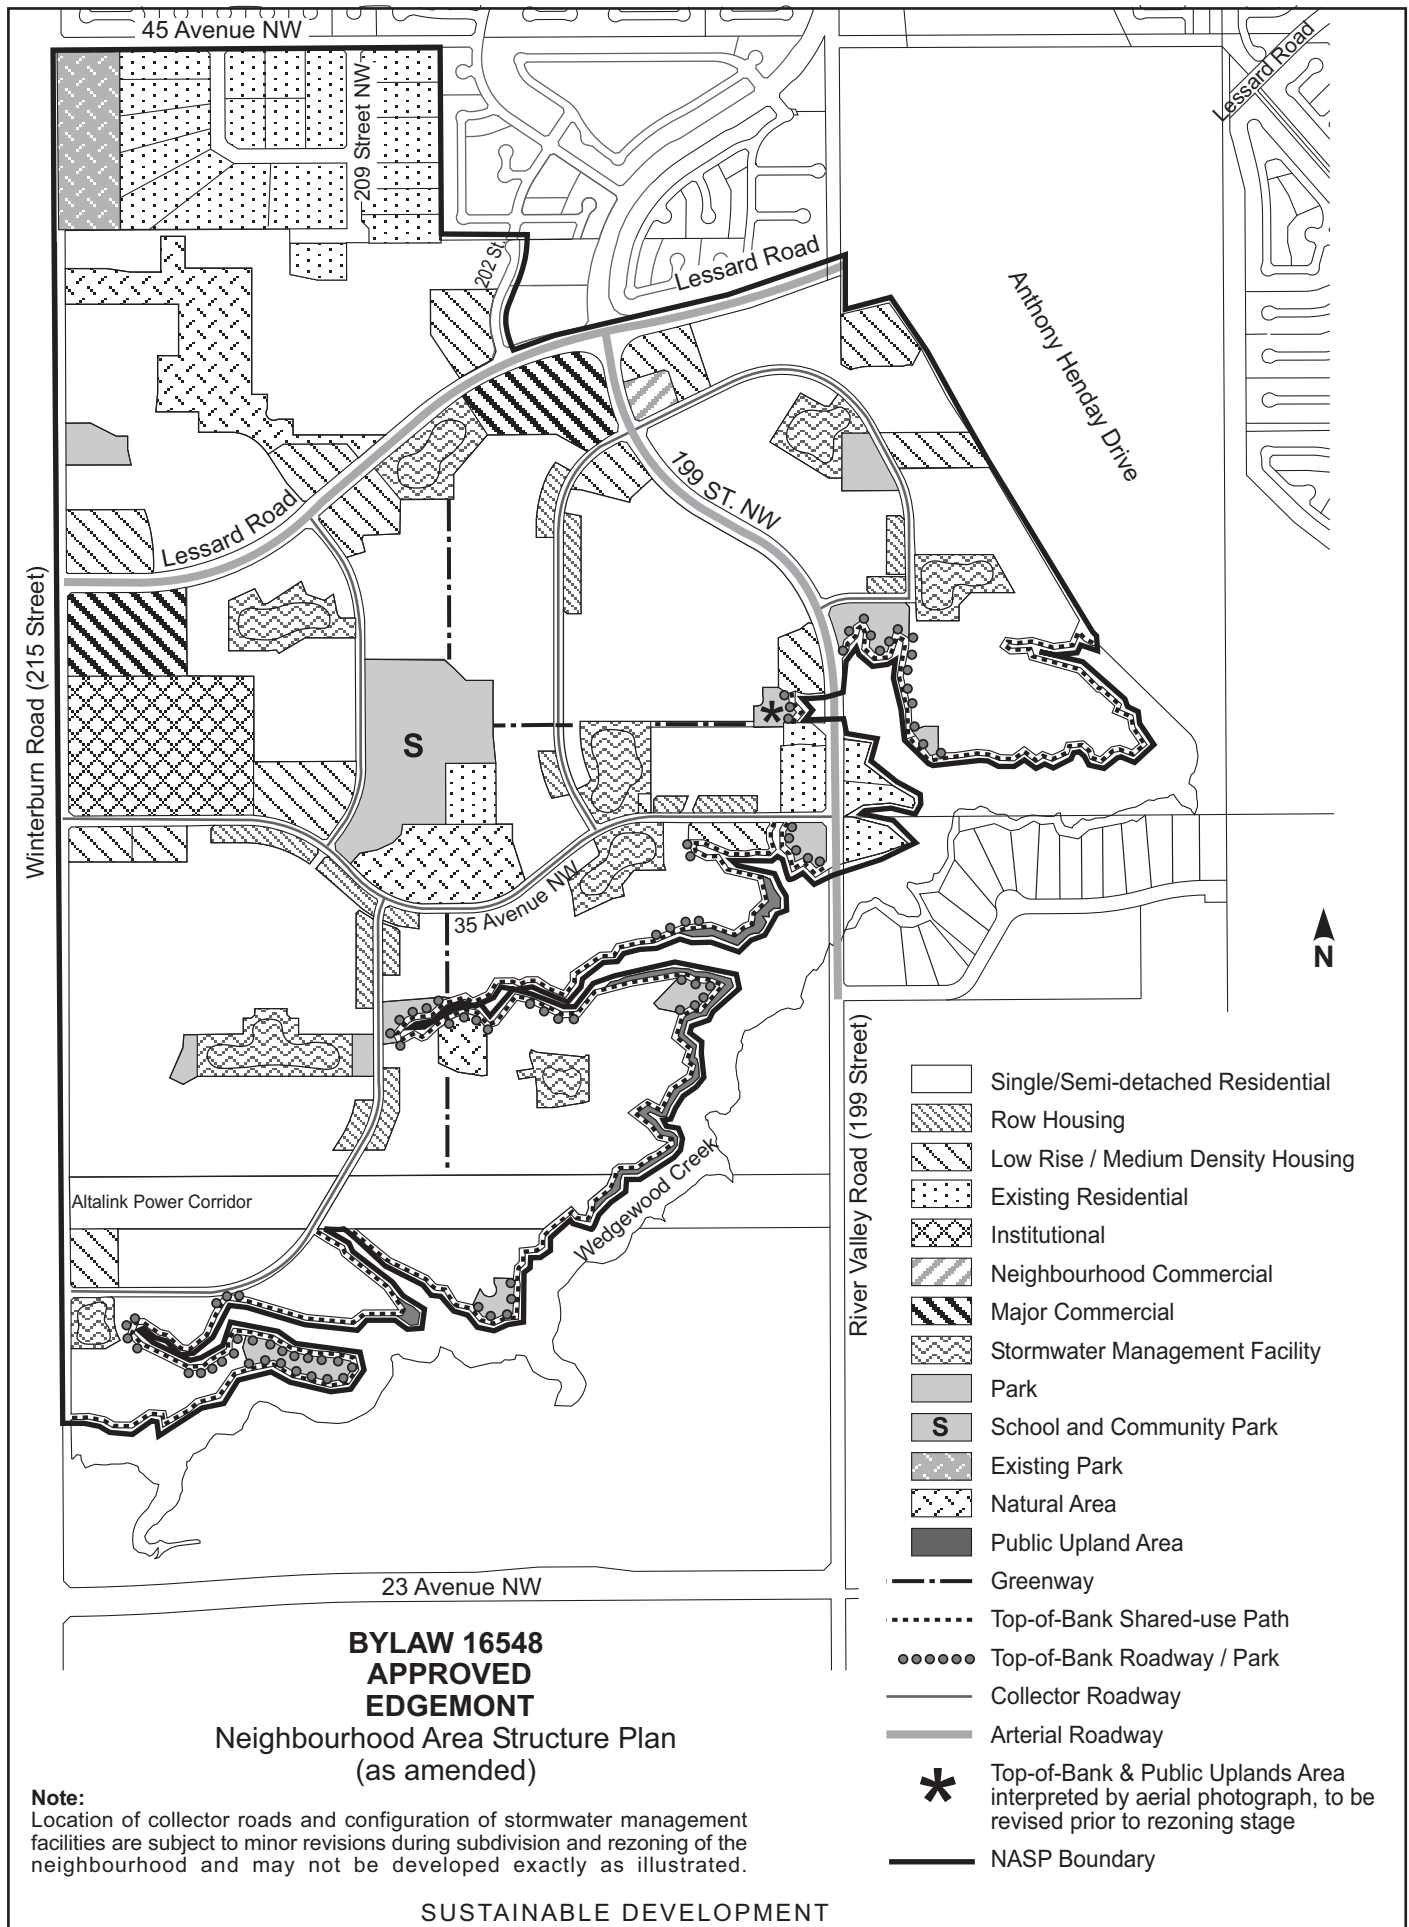 45 Avenue NW
Lessard Road
209 Street NW
202 St.
Lessard Road
Anthony Henday Drive
199 ST. NW
Lessard Road
Winterburn Road (215 Street)
*
S
35 Avenue NW
N
Altalink Power Corridor
Wedgewood Creek
River Valley Road (199 Street)
Single/Semi-detached Residential
Row Housing
Low Rise / Medium Density Housing
Existing Residential
Institutional
Neighbourhood Commercial
Major Commercial
Stormwater Management Facility
Park
S School and Community Park
Existing Park
Natural Area
Public Upland Area
Greenway
Top-of-Bank Shared-use Path
Top-of-Bank Roadway / Park
Collector Roadway
Arterial Roadway
* Top-of-Bank & Public Uplands Area
interpreted by aerial photograph, to be
revised prior to rezoning stage
NASP Boundary
23 Avenue NW
BYLAW 16548
APPROVED
EDGEMONT
Neighbourhood Area Structure Plan
(as amended)
Note:
Location of collector roads and configuration of stormwater management
facilities are subject to minor revisions during subdivision and rezoning of the
neighbourhood and may not be developed exactly as illustrated.
SUSTAINABLE DEVELOPMENT